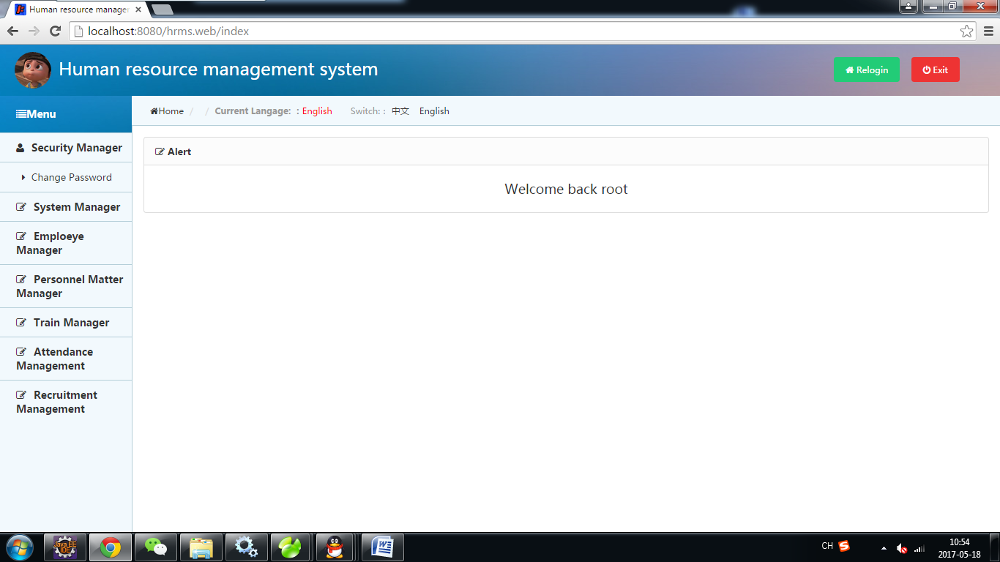 Human resource manager
localhost:8080/hrms.web/index
Human resource management system
Relogin
Exit
Menu
Home / / Current Langage: : English Switch: : 中文 English
Security Manager
Change Password
System Manager
Emploeye
Manager
Personnel Matter
Manager
Train Manager
Attendance
Management
Recruitment
Management
Alert
Welcome back root
Java EE
IDE
CH
10:54
2017-05-18